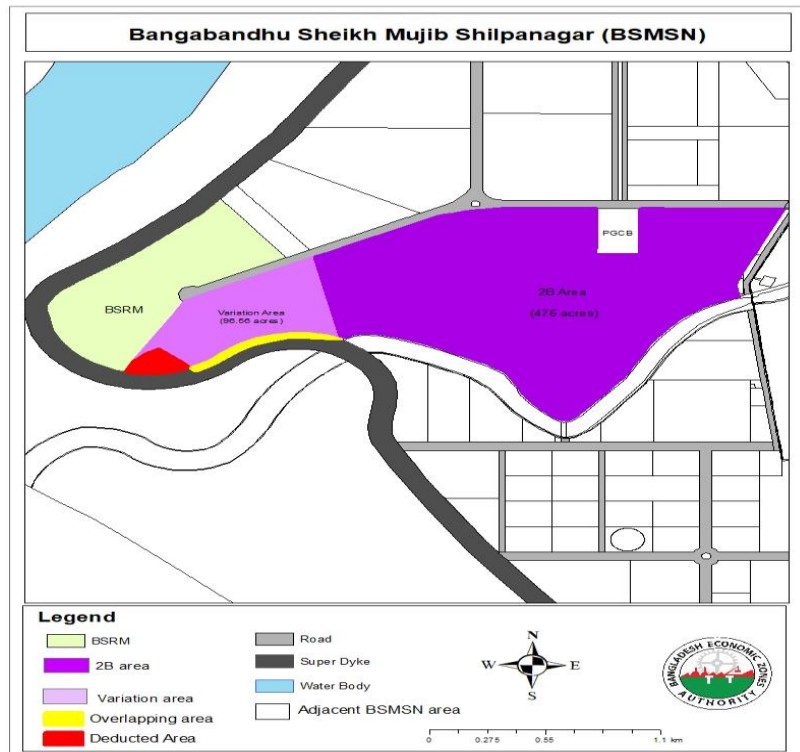 Bangabandhu Sheikh Mujib Shilpanagar (BSMSN)
PGCB
2B Area
(476 acres)
BSRM
Variation Area
(96.56 acres)
Legend
BSRM
2B area
Variation area
Overlapping area
Deducted Area
Road
Super Dyke
Water Body
Adjacent BSMSN area
N
W E
S
0 0.275 0.55 1.1 km
BANGLADESH ECONOMIC ZONES
AUTHORITY